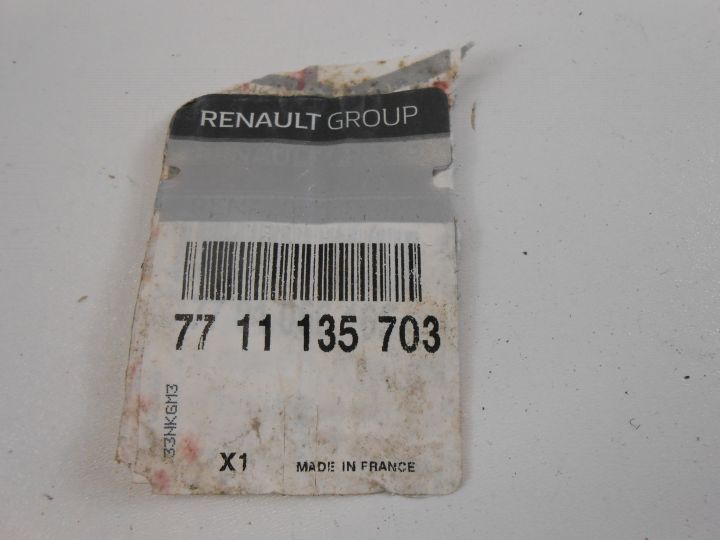 RENAULT GROUP
77 11 135 703
33NKGM3
X1 MADE IN FRANCE